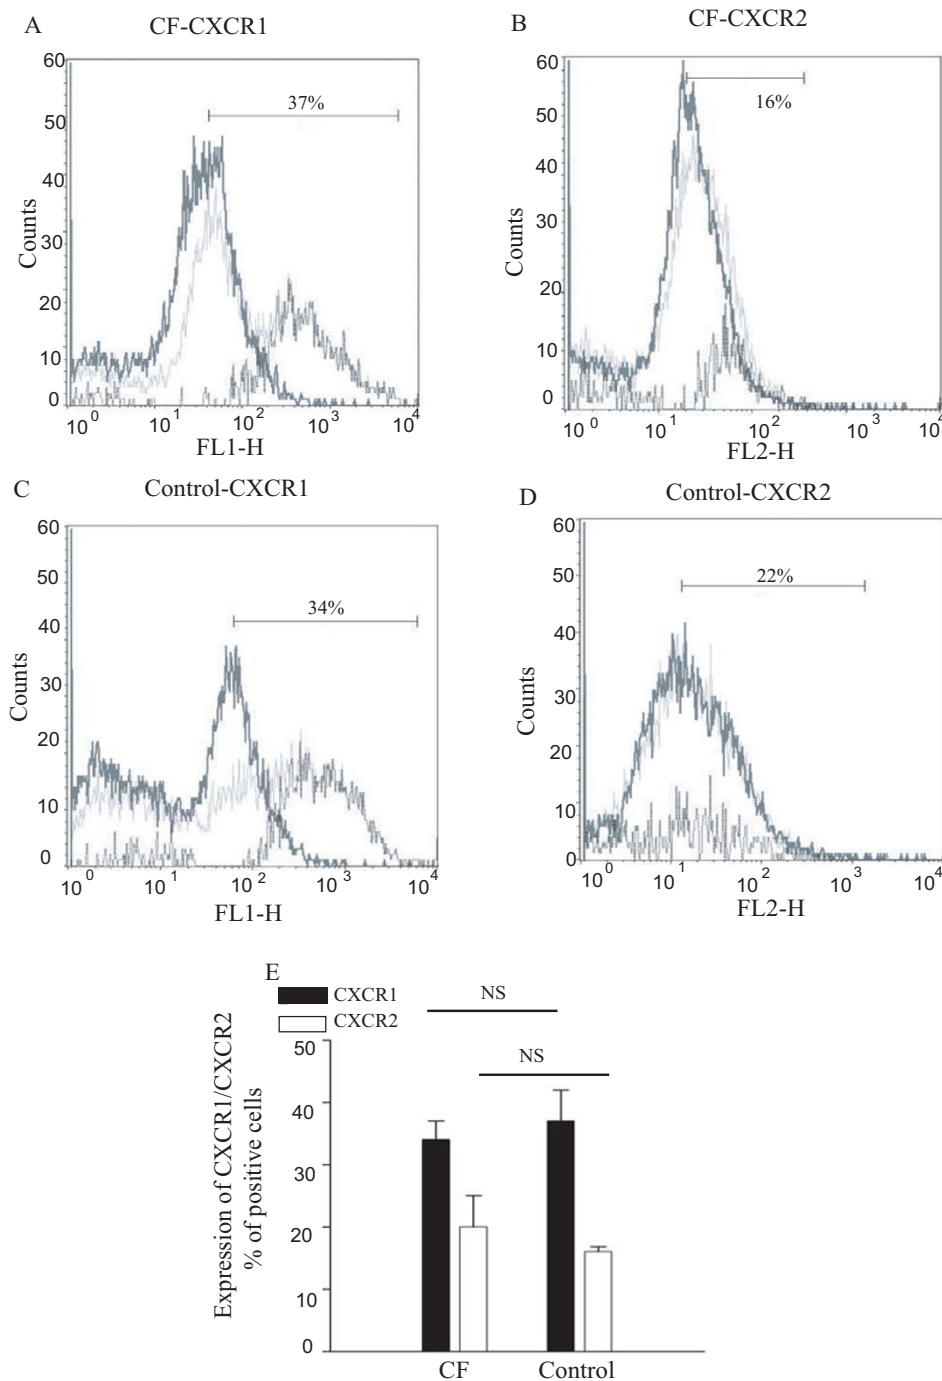 A
CF-CXCR1
60
50
40
30
20
10
0
Counts
37%
10^0
10^1
10^2
10^3
10^4
FL1-H
B
CF-CXCR2
60
50
40
30
20
10
0
Counts
16%
10^0
10^1
10^2
10^3
10^4
FL2-H
C
Control-CXCR1
60
50
40
30
20
10
0
Counts
34%
10^0
10^1
10^2
10^3
10^4
FL1-H
D
Control-CXCR2
60
50
40
30
20
10
0
Counts
22%
10^0
10^1
10^2
10^3
10^4
FL2-H
E
CXCR1
CXCR2
NS
NS
Expression of CXCR1/CXCR2
% of positive cells
50
40
30
20
10
0
CF
Control